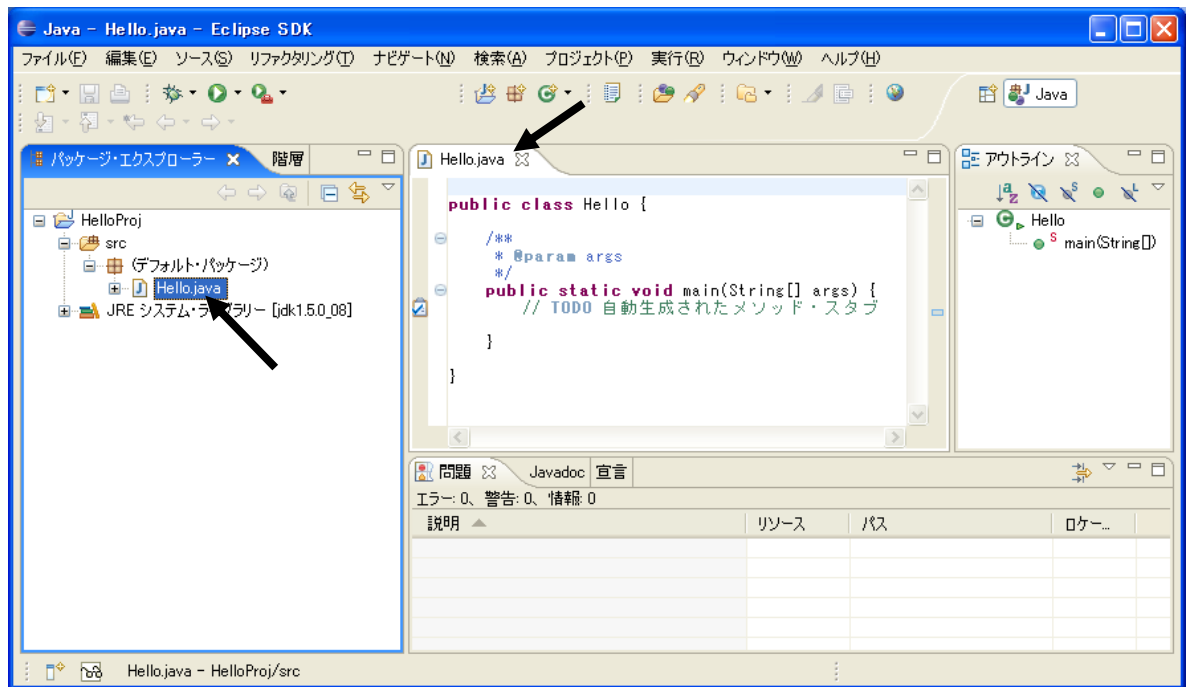 Java - Hello.java - Eclipse SDK
ファイル(F) 編集(E) ソース(S) リファクタリング(T) ナビゲート(N) 検索(A) プロジェクト(P) 実行(R) ウィンドウ(W) ヘルプ(H)
Java
パッケージ・エクスプローラー 階層
HelloProj
src
(デフォルト・パッケージ)
Hello.java
JRE システム・ラブラリー [jdk1.5.0_08]
Hello.java
public class Hello {
/**
* @param args
*/
public static void main(String[] args) {
// TODO 自動生成されたメソッド・スタブ
}
}
アウトライン
Hello
main(String[])
問題 Javadoc 宣言
エラー: 0、警告: 0、情報: 0
説明 リソース パス ロケー...
Hello.java - HelloProj/src